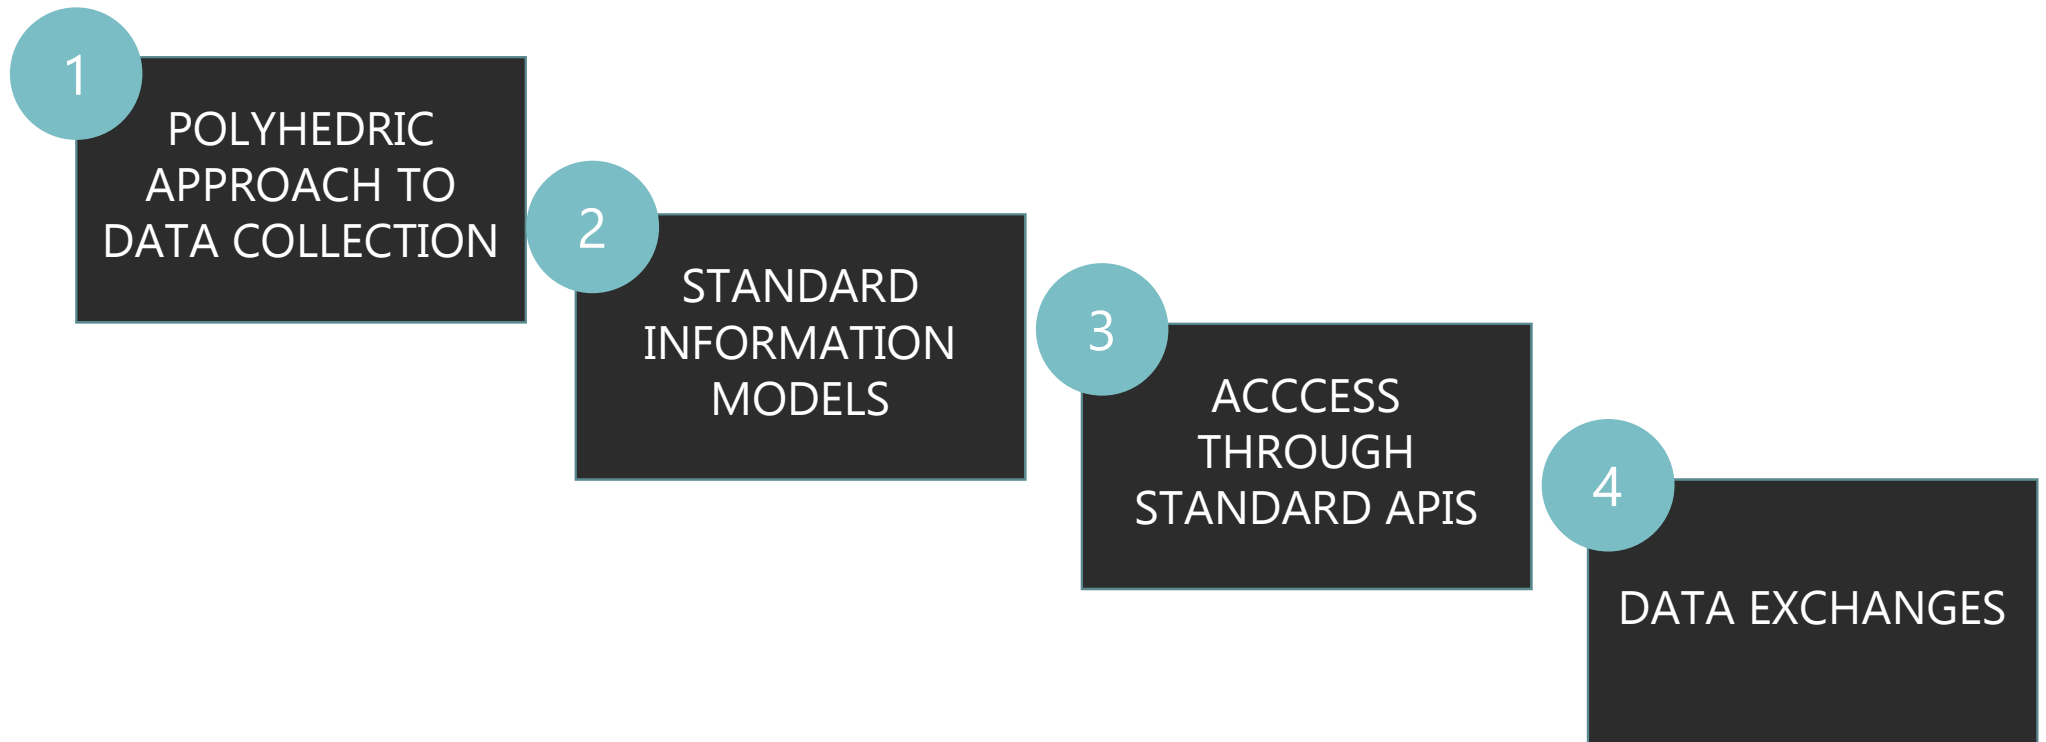 1
POLYHEDRIC
APPROACH TO
DATA COLLECTION
2
STANDARD
INFORMATION
MODELS
3
ACCCESS
THROUGH
STANDARD APIS
4
DATA EXCHANGES